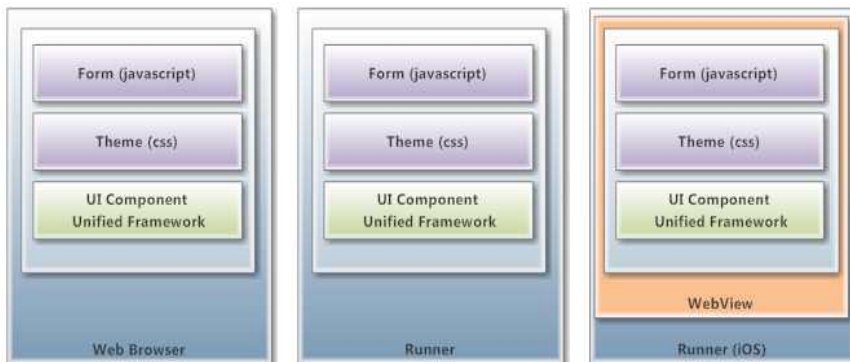 Form (javascript)
Theme (css)
UI Component
Unified Framework
Web Browser
Form (javascript)
Theme (css)
UI Component
Unified Framework
Runner
Form (javascript)
Theme (css)
UI Component
Unified Framework
WebView
Runner (iOS)